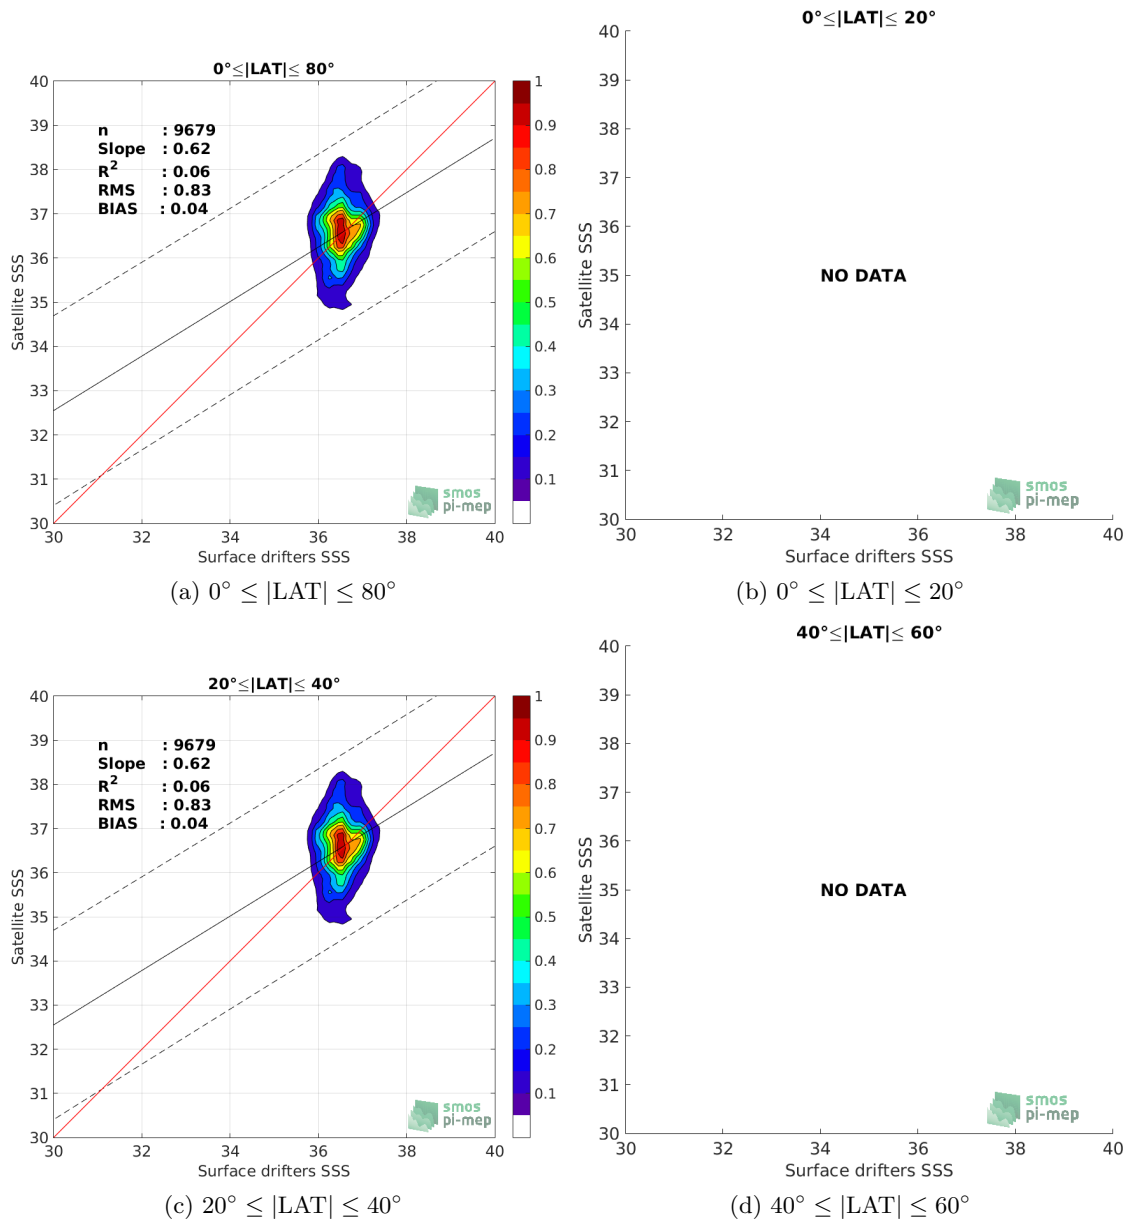 0°≤|LAT|≤ 80°
n : 9679
Slope : 0.62
R² : 0.06
RMS : 0.83
BIAS : 0.04
40
39
38
37
36
35
34
33
32
31
30
Satellite SSS
30 32 34 36 38 40
Surface drifters SSS
1
0.9
0.8
0.7
0.6
0.5
0.4
0.3
0.2
0.1
smos
pi-mep
(a) 0° ≤ |LAT| ≤ 80°
0°≤|LAT|≤ 20°
40
39
38
37
36
35
34
33
32
31
30
Satellite SSS
NO DATA
smos
pi-mep
30 32 34 36 38 40
Surface drifters SSS
(b) 0° ≤ |LAT| ≤ 20°
20°≤|LAT|≤ 40°
n : 9679
Slope : 0.62
R² : 0.06
RMS : 0.83
BIAS : 0.04
40
39
38
37
36
35
34
33
32
31
30
Satellite SSS
30 32 34 36 38 40
Surface drifters SSS
1
0.9
0.8
0.7
0.6
0.5
0.4
0.3
0.2
0.1
smos
pi-mep
(c) 20° ≤ |LAT| ≤ 40°
40°≤|LAT|≤ 60°
40
39
38
37
36
35
34
33
32
31
30
Satellite SSS
NO DATA
smos
pi-mep
30 32 34 36 38 40
Surface drifters SSS
(d) 40° ≤ |LAT| ≤ 60°